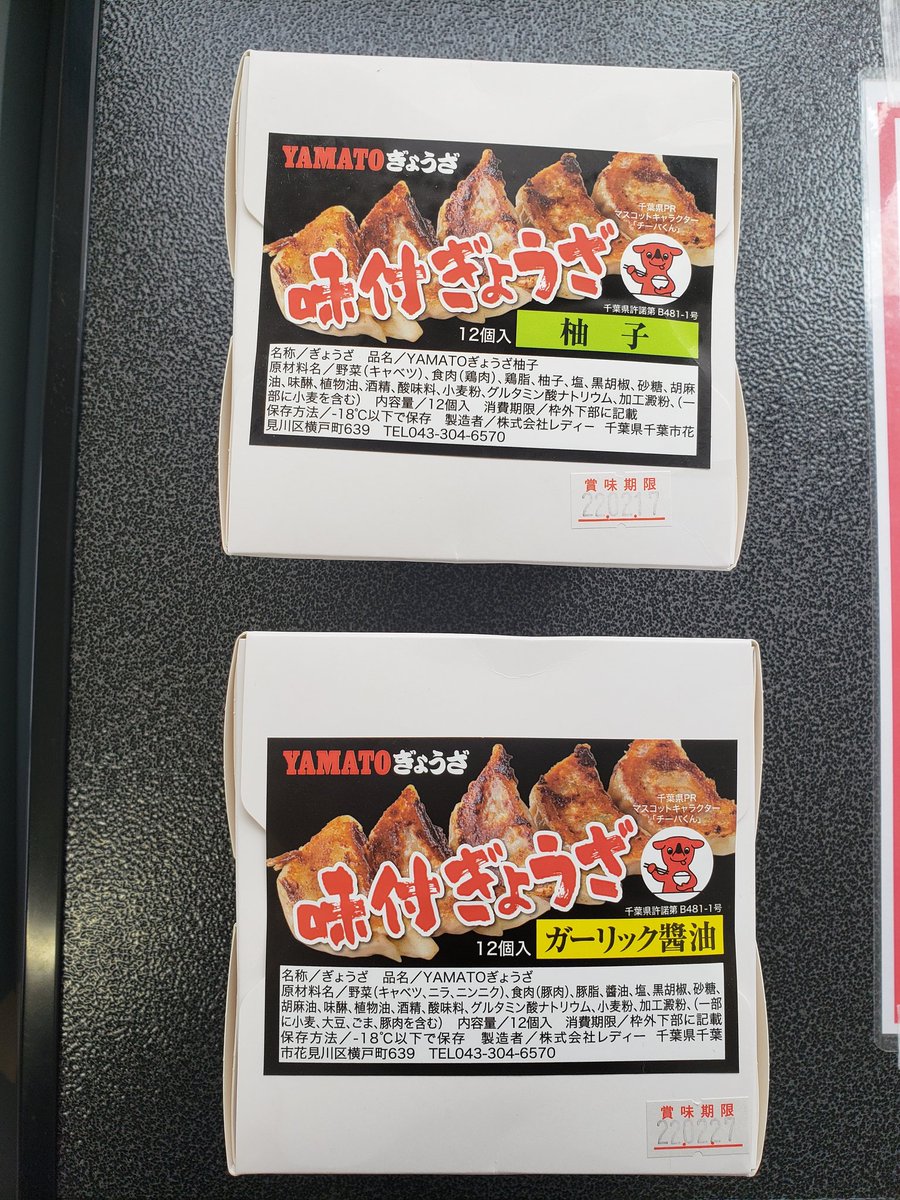 YAMATOぎょうざ
千葉県PR
マスコットキャラクター
「チーバくん」
味付ぎょうざ
千葉県許諾第 B481-1号
12個入 柚子
名称／ぎょうざ 品名／YAMATOぎょうざ柚子
原材料名／野菜（キャベツ）、食肉（鶏肉）、鶏脂、柚子、塩、黒胡椒、砂糖、胡麻
油、味醂、植物油、酒精、酸味料、小麦粉、グルタミン酸ナトリウム、加工澱粉、（一
部に小麦を含む） 内容量／12個入 消費期限／枠外下部に記載
保存方法／-18℃以下で保存 製造者／株式会社レディー 千葉県千葉市花
見川区横戸町639 TEL043-304-6570
賞味期限
22.02.17
YAMATOぎょうざ
千葉県PR
マスコットキャラクター
「チーバくん」
味付ぎょうざ
千葉県許諾第 B481-1号
12個入 ガーリック醬油
名称／ぎょうざ 品名／YAMATOぎょうざ
原材料名／野菜（キャベツ、ニラ、ニンニク）、食肉（豚肉）、豚脂、醬油、塩、黒胡椒、砂糖、
胡麻油、味醂、植物油、酒精、酸味料、グルタミン酸ナトリウム、小麦粉、加工澱粉、（一部
に小麦、大豆、ごま、豚肉を含む） 内容量／12個入 消費期限／枠外下部に記載
保存方法／-18℃以下で保存 製造者／株式会社レディー 千葉県千葉
市花見川区横戸町639 TEL043-304-6570
賞味期限
22.02.27